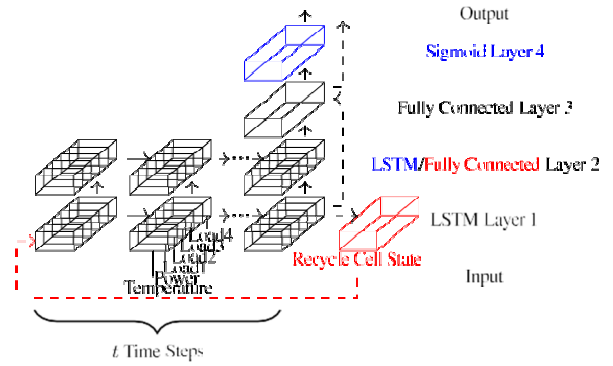 Output
Sigmoid Layer 4
Fully Connected Layer 3
LSTM/Fully Connected Layer 2
LSTM Layer 1
Load4
Load3
Load2
Load1
Power
Temperature
Recycle Cell State
Input
t Time Steps